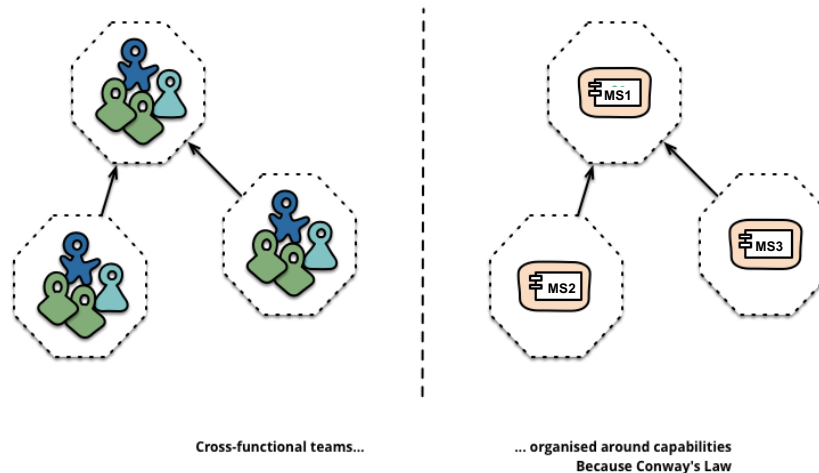 MS1
MS3
MS2
Cross-functional teams...
... organised around capabilities
Because Conway's Law